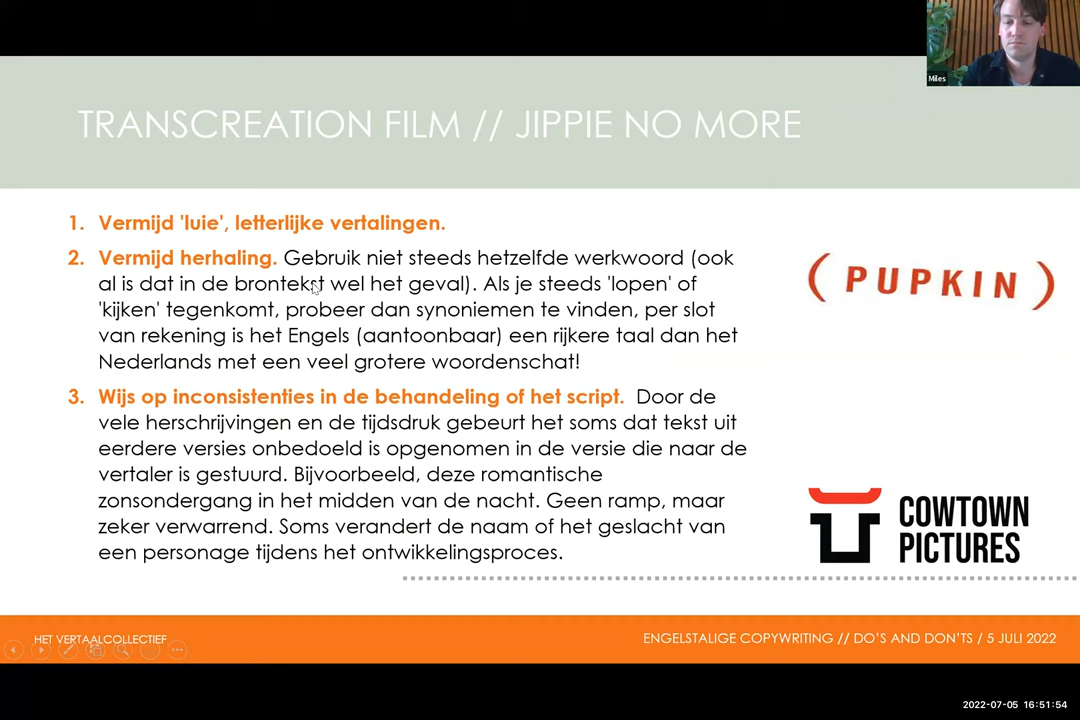 Miles
TRANSCREATION FILM // JIPPIE NO MORE
1. Vermijd 'luie', letterlijke vertalingen.
2. Vermijd herhaling. Gebruik niet steeds hetzelfde werkwoord (ook
al is dat in de brontekst wel het geval). Als je steeds 'lopen' of
'kijken' tegenkomt, probeer dan synoniemen te vinden, per slot
van rekening is het Engels (aantoonbaar) een rijkere taal dan het
Nederlands met een veel grotere woordenschat!
3. Wijs op inconsistenties in de behandeling of het script. Door de
vele herschrijvingen en de tijdsdruk gebeurt het soms dat tekst uit
eerdere versies onbedoeld is opgenomen in de versie die naar de
vertaler is gestuurd. Bijvoorbeeld, deze romantische
zonsondergang in het midden van de nacht. Geen ramp, maar
zeker verwarrend. Soms verandert de naam of het geslacht van
een personage tijdens het ontwikkelingsproces.
( PUPKIN )
COWTOWN
PICTURES
HET VERTAALCOLLECTIEF
ENGELSTALIGE COPYWRITING // DO'S AND DON'TS / 5 JULI 2022
2022-07-05 16:51:54